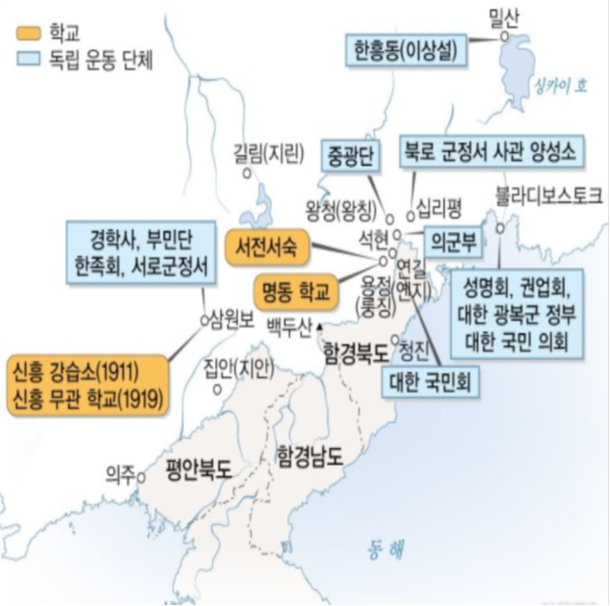 학교
독립 운동 단체
밀산
한흥동(이상설)
싱카이 호
길림(지린)
중광단
북로 군정서 사관 양성소
왕청(왕칭)
십리평
블라디보스토크
경학사, 부민단
한족회, 서로군정서
서전서숙
석현
의군부
명동 학교
연길
(옌지)
용정
(룽징)
성명회, 권업회,
대한 광복군 정부
대한 국민 의회
삼원보
백두산
함경북도
청진
신흥 강습소(1911)
신흥 무관 학교(1919)
집안(지안)
대한 국민회
의주
평안북도
함경남도
동해